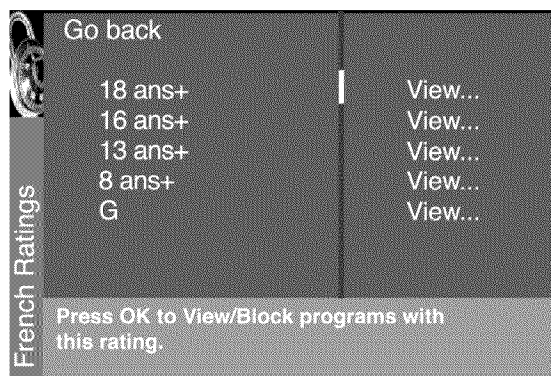 Go back
18 ans+ View...
16 ans+ View...
13 ans+ View...
8 ans+ View...
G View...
French Ratings
Press OK to View/Block programs with
this rating.